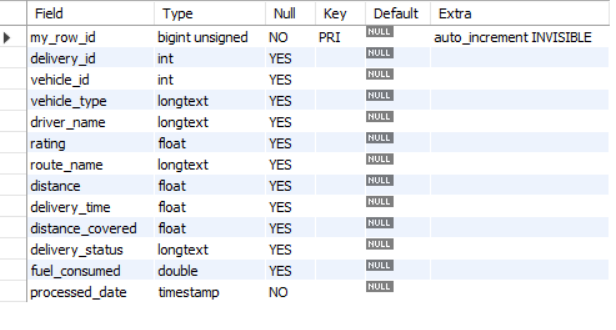 Field Type Null Key Default Extra
my_row_id bigint unsigned NO PRI NULL auto_increment INVISIBLE
delivery_id int YES NULL
vehicle_id int YES NULL
vehicle_type longtext YES NULL
driver_name longtext YES NULL
rating float YES NULL
route_name longtext YES NULL
distance float YES NULL
delivery_time float YES NULL
distance_covered float YES NULL
delivery_status longtext YES NULL
fuel_consumed double YES NULL
processed_date timestamp NO NULL